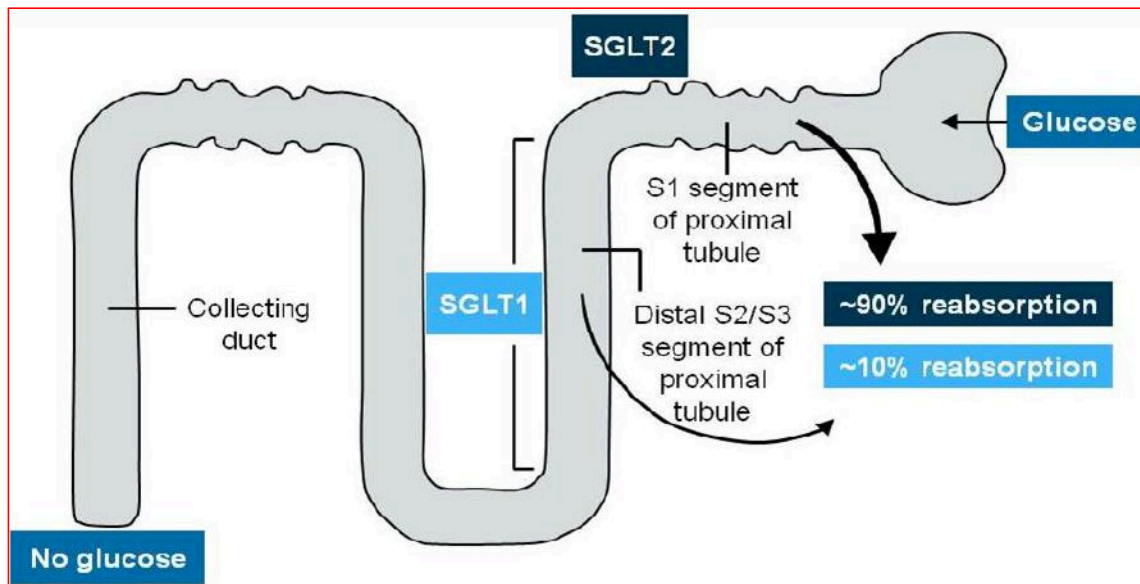 SGLT2
Glucose
S1 segment
of proximal
tubule
SGLT1
Collecting
duct
Distal S2/S3
segment of
proximal
tubule
~90% reabsorption
~10% reabsorption
No glucose